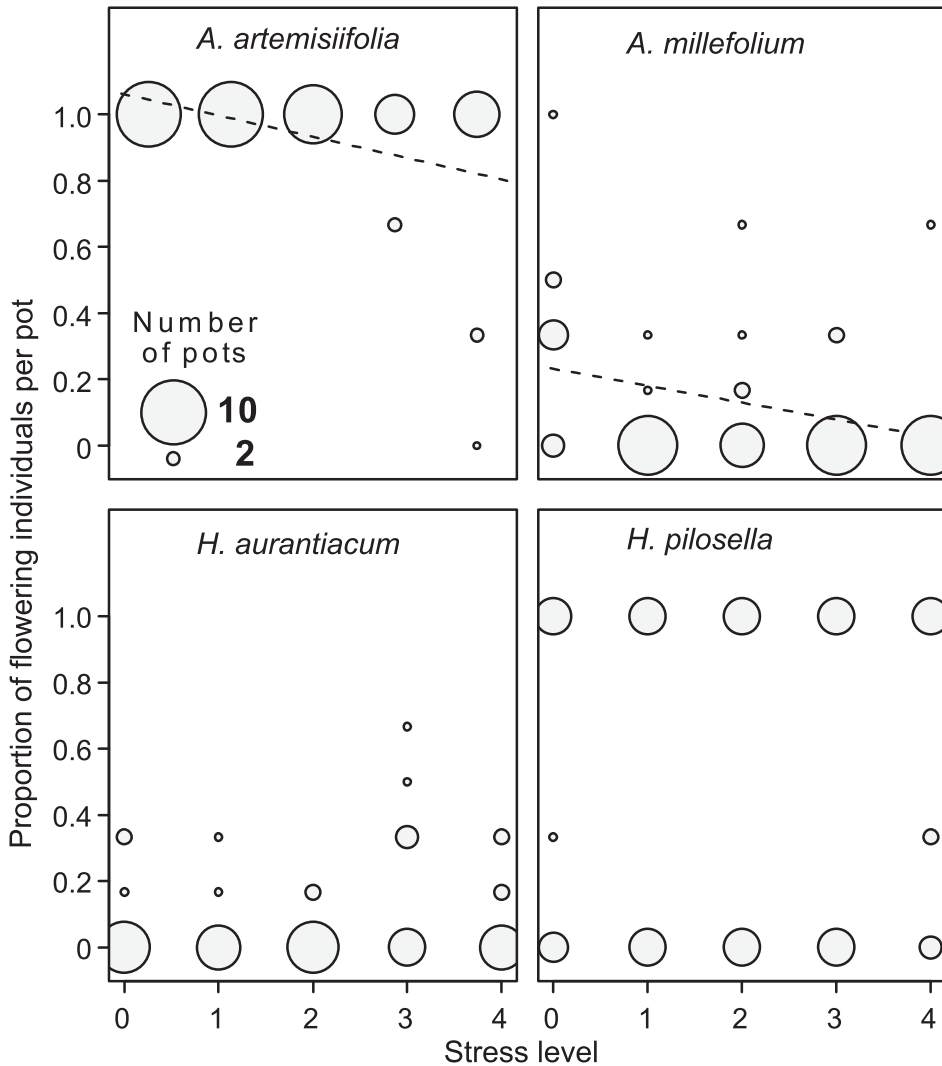 A. artemisiifolia
A. millefolium
1.0
0.8
0.6
0.4
0.2
0
Number
of pots
10
2
Proportion of flowering individuals per pot
H. aurantiacum
H. pilosella
1.0
0.8
0.6
0.4
0.2
0
0 1 2 3 4
0 1 2 3 4
Stress level